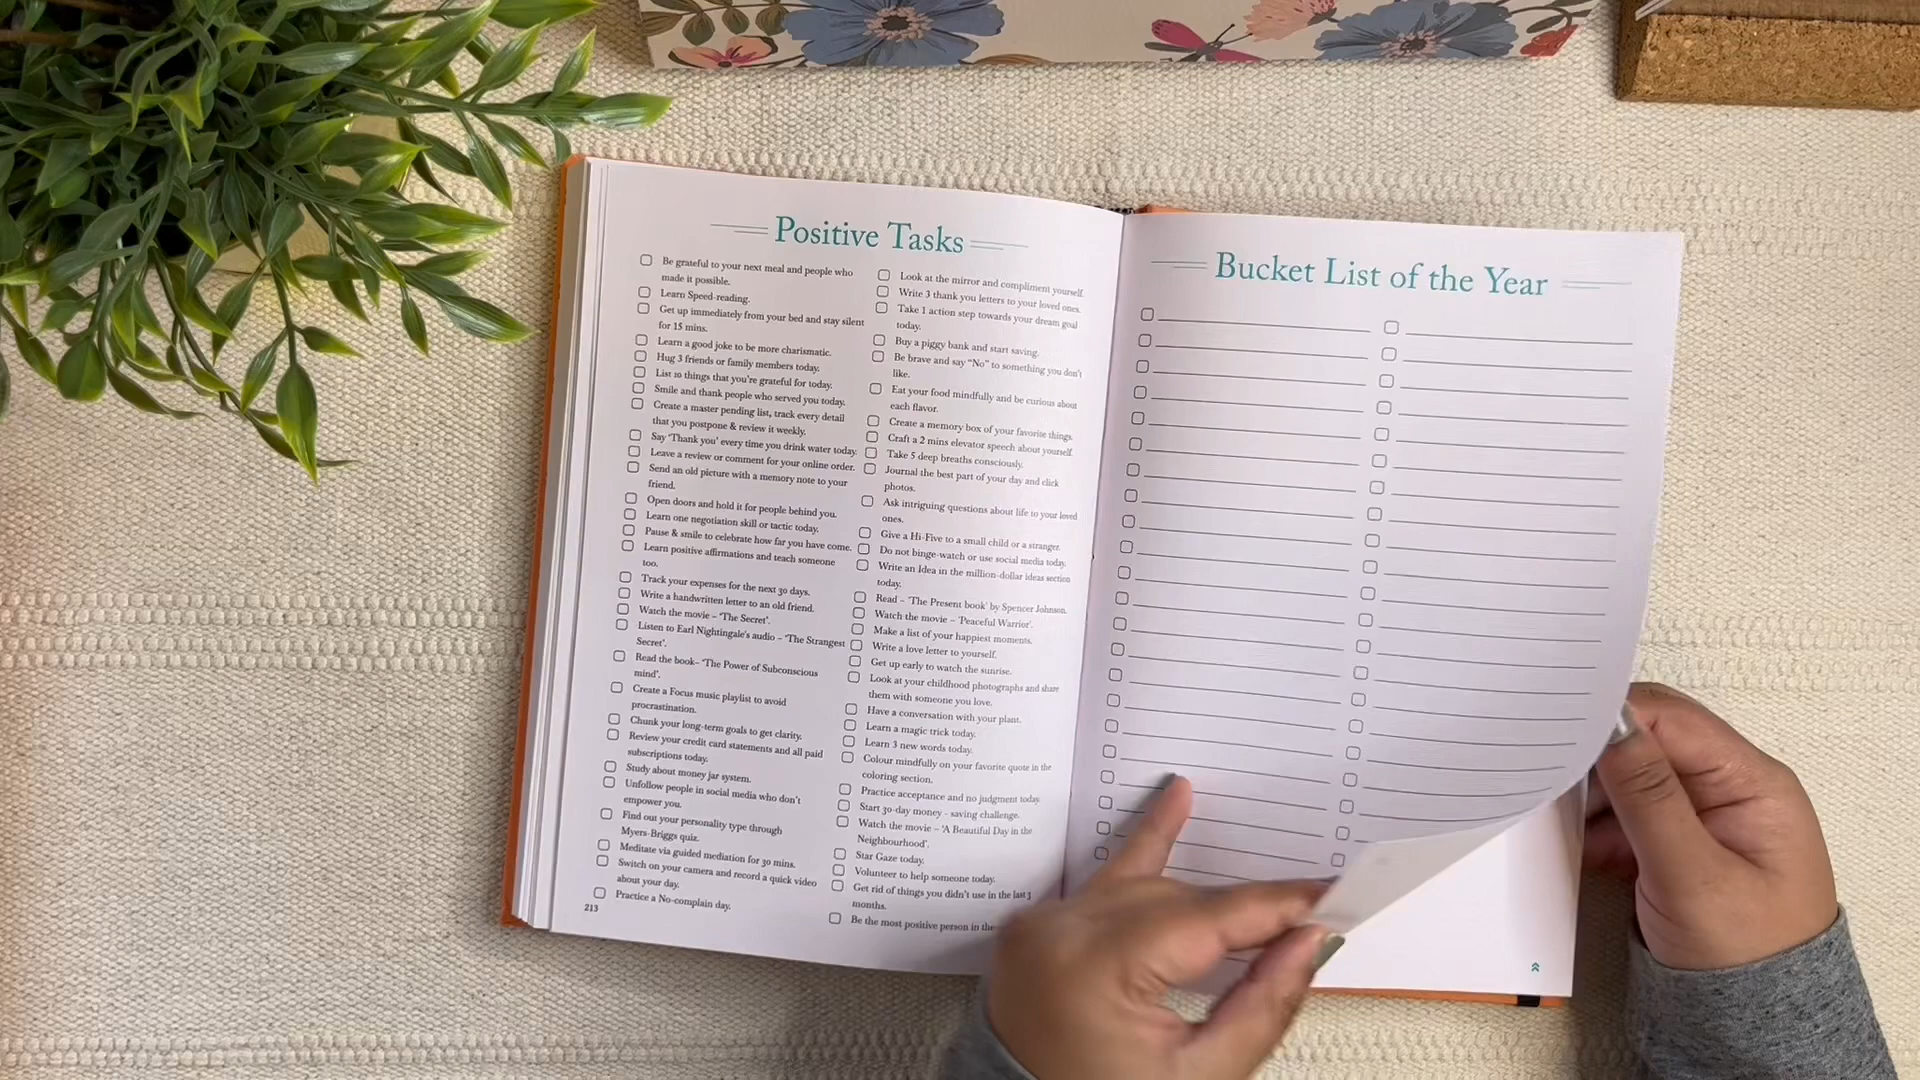 Positive Tasks
Be grateful to your next meal and people who
made it possible.
Learn Speed-reading.
Get up immediately from your bed and stay silent
for 15 mins.
Learn a good joke to be more charismatic.
Hug 3 friends or family members today.
List 10 things that you're grateful for today.
Smile and thank people who served you today.
Create a master pending list, track every detail
that you postpone & review it weekly.
Say 'Thank you' every time you drink water today.
Leave a review or comment for your online order.
Send an old picture with a memory note to your
friend.
Open doors and hold it for people behind you.
Learn one negotiation skill or tactic today.
Pause & smile to celebrate how far you have come.
Learn positive affirmations and teach someone
too.
Track your expenses for the next 30 days.
Write a handwritten letter to an old friend.
Watch the movie – 'The Secret'.
Listen to Earl Nightingale's audio – 'The Strangest
Secret'.
Read the book– 'The Power of Subconscious
mind'.
Create a Focus music playlist to avoid
procrastination.
Chunk your long-term goals to get clarity.
Review your credit card statements and all paid
subscriptions today.
Study about money jar system.
Unfollow people in social media who don't
empower you.
Find out your personality type through
Myers-Briggs quiz.
Meditate via guided mediation for 30 mins.
Switch on your camera and record a quick video
about your day.
Practice a No-complain day.
213
Look at the mirror and compliment yourself.
Write 3 thank you letters to your loved ones.
Take 1 action step towards your dream goal
today.
Buy a piggy bank and start saving.
Be brave and say "No" to something you don't
like.
Eat your food mindfully and be curious about
each flavor.
Create a memory box of your favorite things.
Craft a 2 mins elevator speech about yourself.
Take 5 deep breaths consciously.
Journal the best part of your day and click
photos.
Ask intriguing questions about life to your loved
ones.
Give a Hi-Five to a small child or a stranger.
Do not binge-watch or use social media today.
Write an Idea in the million-dollar ideas section
today.
Read – 'The Present book' by Spencer Johnson.
Watch the movie – 'Peaceful Warrior'.
Make a list of your happiest moments.
Write a love letter to yourself.
Get up early to watch the sunrise.
Look at your childhood photographs and share
them with someone you love.
Have a conversation with your plant.
Learn a magic trick today.
Learn 3 new words today.
Colour mindfully on your favorite quote in the
coloring section.
Practice acceptance and no judgment today.
Start 30-day money - saving challenge.
Watch the movie – 'A Beautiful Day in the
Neighbourhood'.
Star Gaze today.
Volunteer to help someone today.
Get rid of things you didn't use in the last 3
months.
Be the most positive person in the
Bucket List of the Year